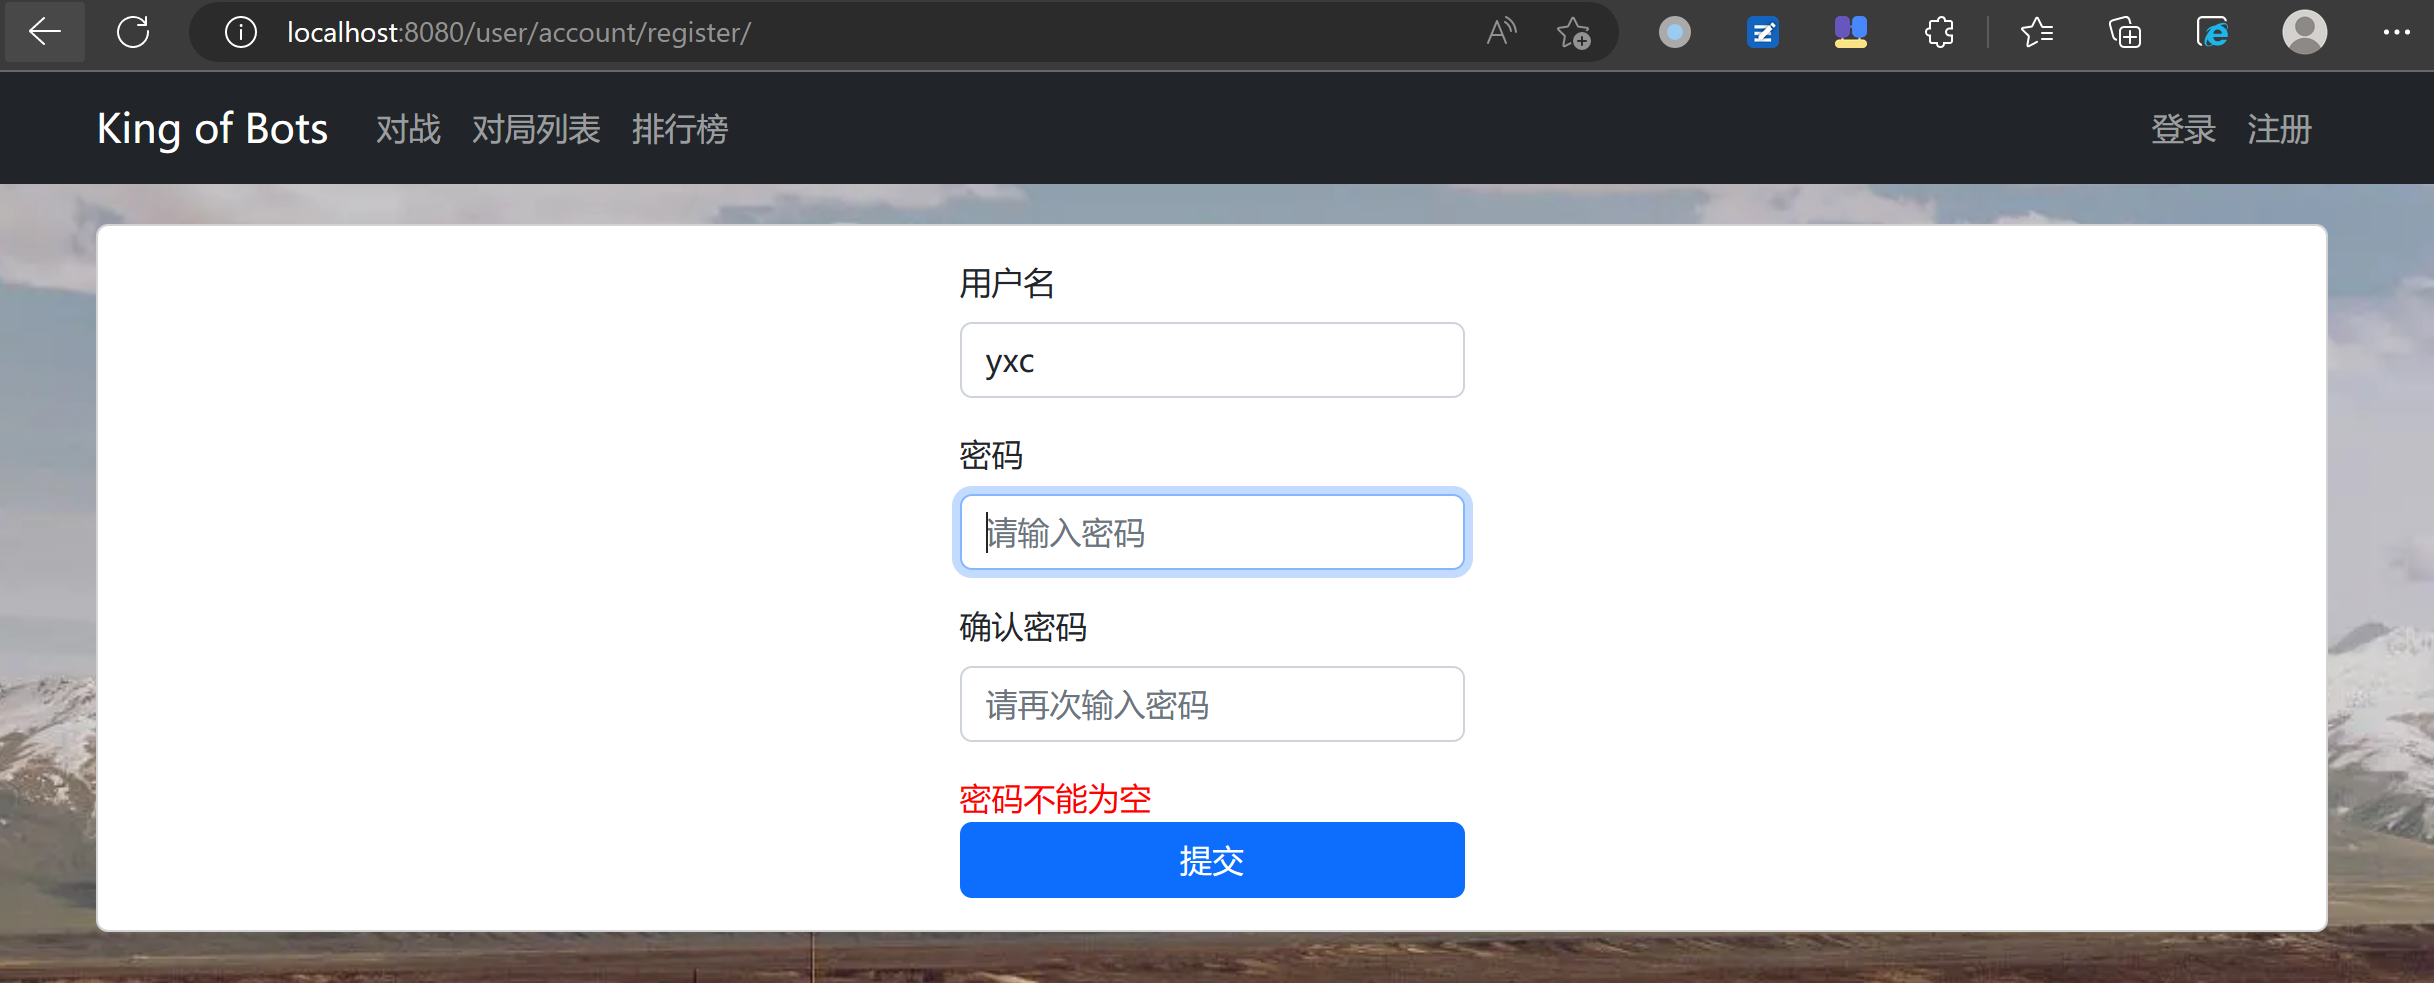 localhost:8080/user/account/register/
King of Bots 对战 对局列表 排行榜 登录 注册
用户名
yxc
密码
请输入密码
确认密码
请再次输入密码
密码不能为空
提交